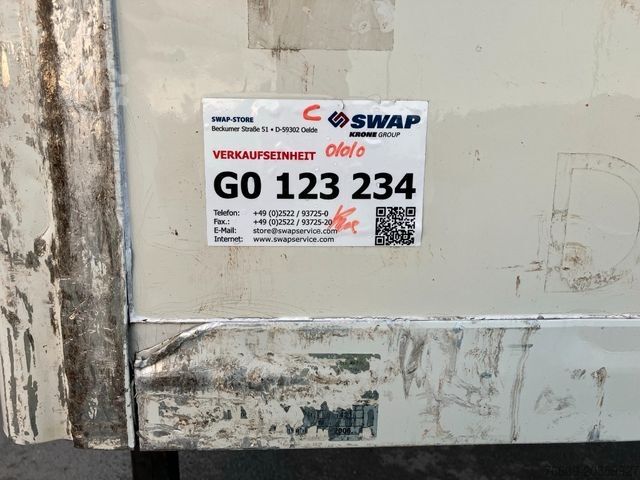 SWAP-STORE
Beckumer Straße 51 • D-59302 Oelde
C
SWAP
KRONE GROUP
VERKAUFSEINHEIT
G0 123 234
Telefon: +49 (0)2522 / 93725-0
Fax.: +49 (0)2522 / 93725-20
E-Mail: store@swapservice.com
Internet: www.swapservice.com
D
2006